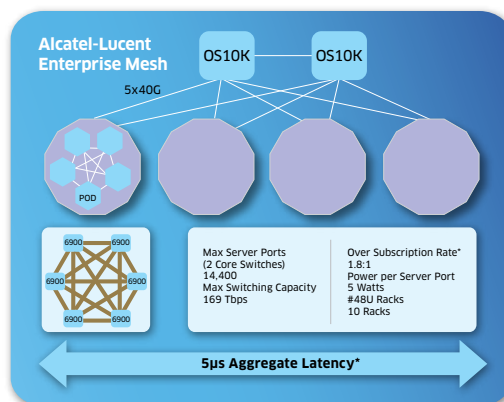 Alcatel-Lucent
Enterprise Mesh
OS10K
OS10K
5x40G
POD
6900
6900
6900
6900
6900
6900
Max Server Ports
(2 Core Switches)
14,400
Max Switching Capacity
169 Tbps
Over Subscription Rate*
1.8:1
Power per Server Port
5 Watts
#48U Racks
10 Racks
5µs Aggregate Latency*